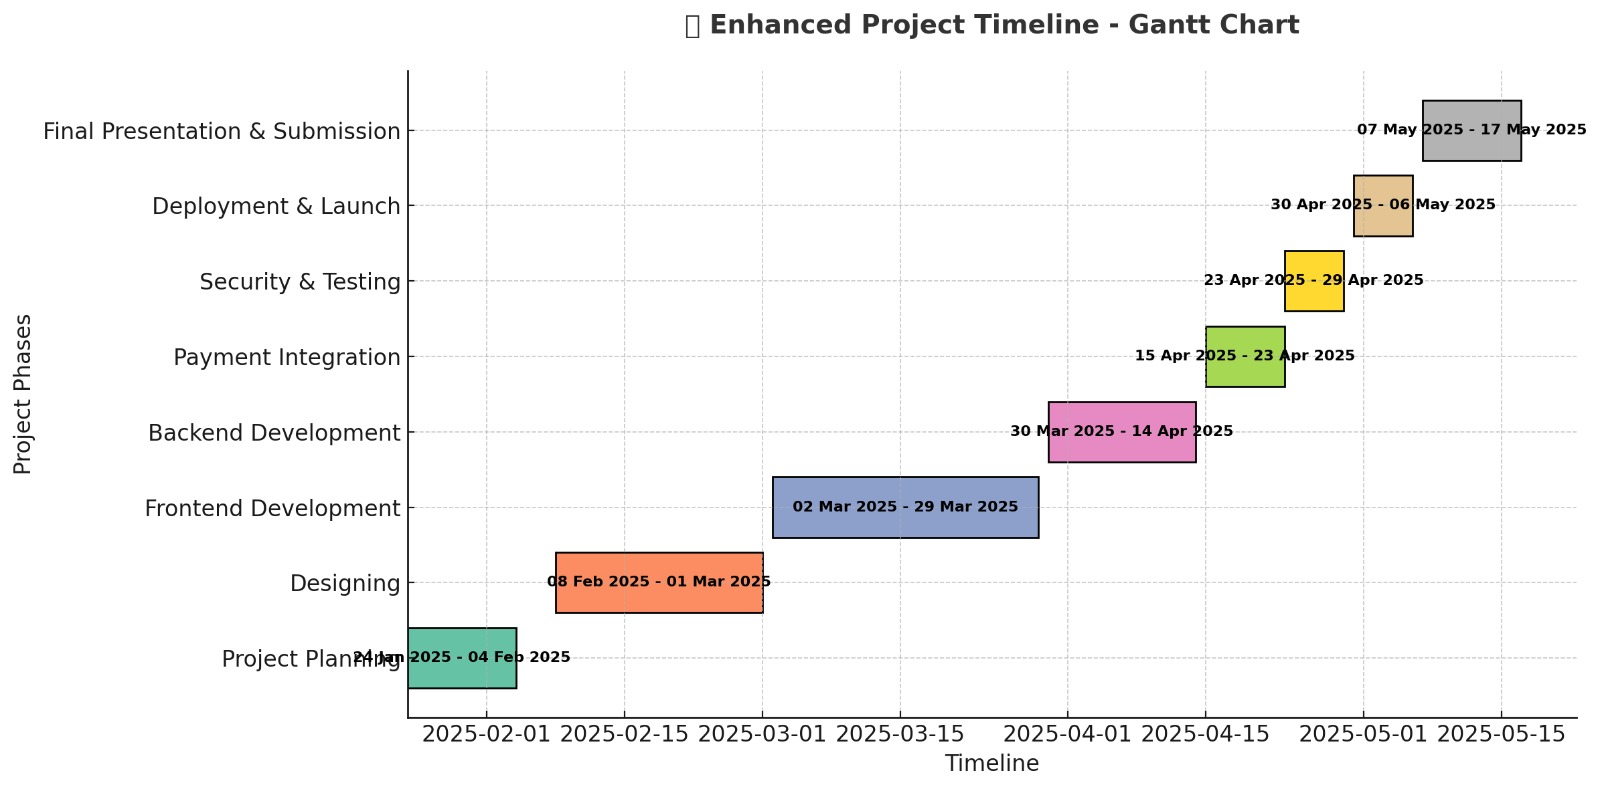 ▯ Enhanced Project Timeline - Gantt Chart
Project Phases
Final Presentation & Submission
07 May 2025 - 17 May 2025
Deployment & Launch
30 Apr 2025 - 06 May 2025
Security & Testing
23 Apr 2025 - 29 Apr 2025
Payment Integration
15 Apr 2025 - 23 Apr 2025
Backend Development
30 Mar 2025 - 14 Apr 2025
Frontend Development
02 Mar 2025 - 29 Mar 2025
Designing
08 Feb 2025 - 01 Mar 2025
Project Planning
24 Jan 2025 - 04 Feb 2025
2025-02-01 2025-02-15 2025-03-01 2025-03-15 2025-04-01 2025-04-15 2025-05-01 2025-05-15
Timeline